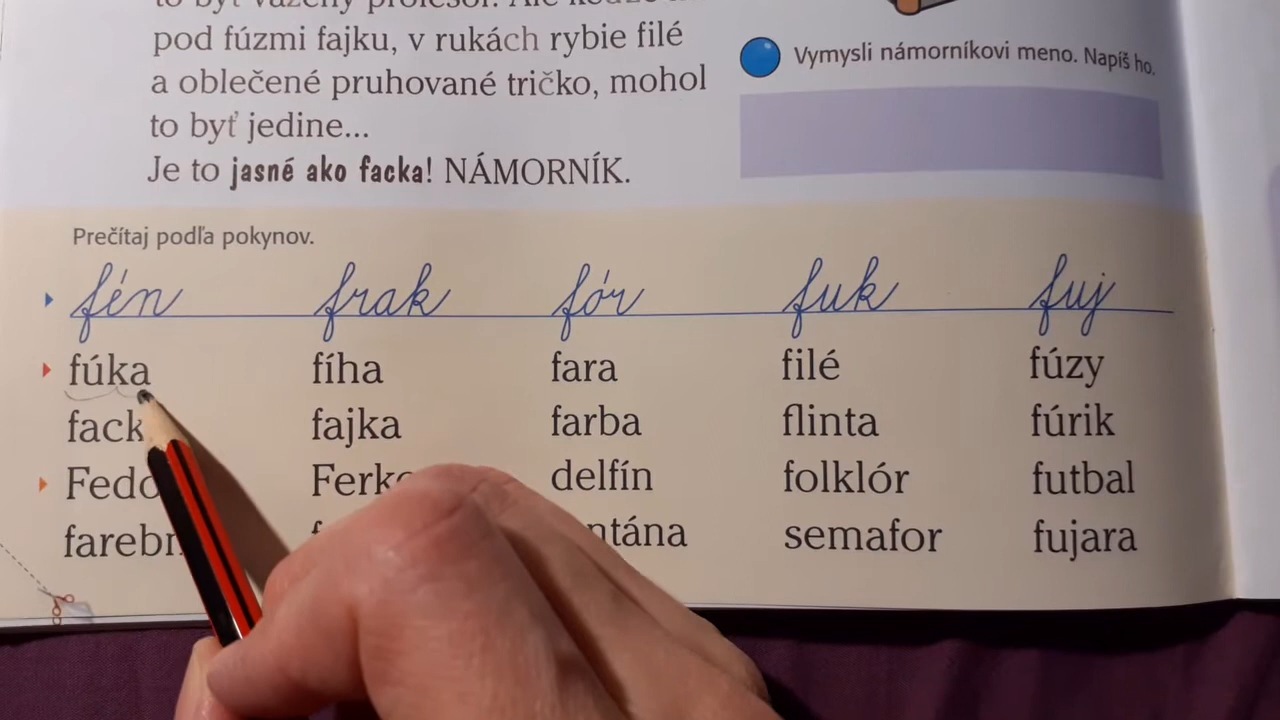 pod fúzmi fajku, v rukách rybie filé
a oblečené pruhované tričko, mohol
to byť jedine...
Je to jasné ako facka! NÁMORNÍK.
Vymysli námorníkovi meno. Napíš ho.
Prečítaj podľa pokynov.
fén frak fór fuk fuj
fúka fíha fara filé fúzy
fajka farba flinta fúrik
delfín folklór futbal
semafor fujara